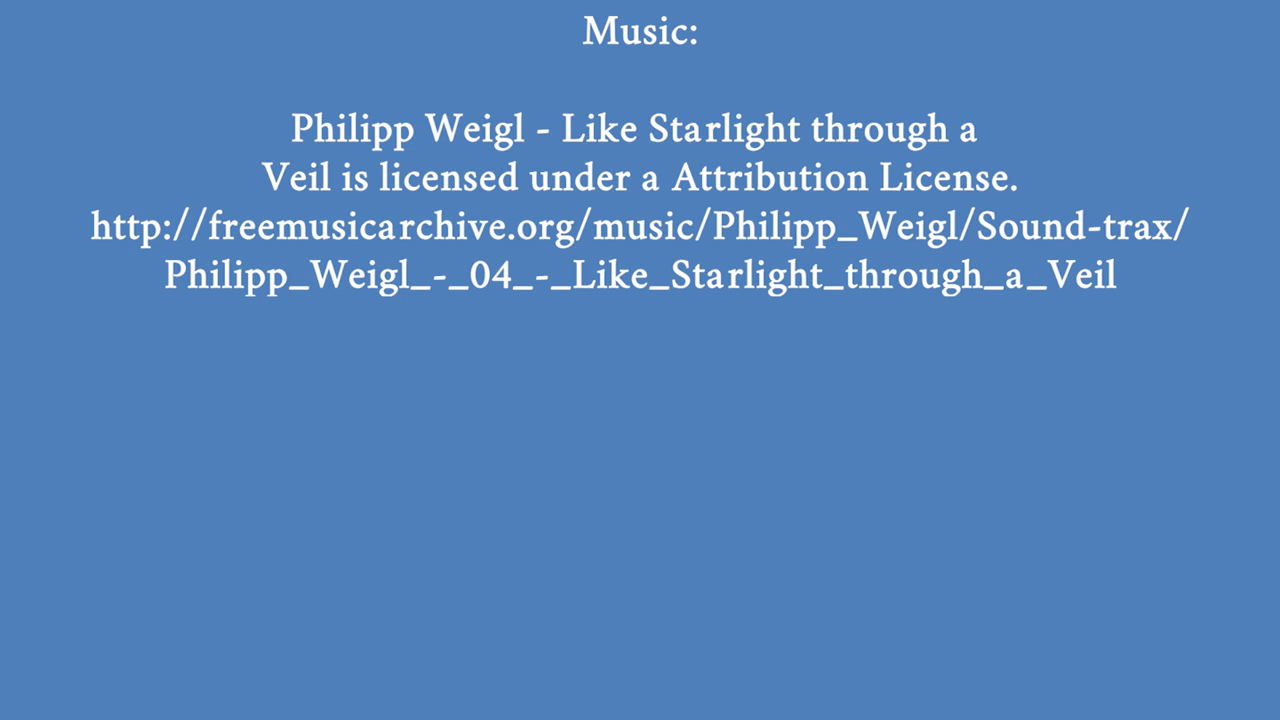 Music:
Philipp Weigl - Like Starlight through a
Veil is licensed under a Attribution License.
http://freemusicarchive.org/music/Philipp_Weigl/Sound-trax/
Philipp_Weigl_-_04_-_Like_Starlight_through_a_Veil